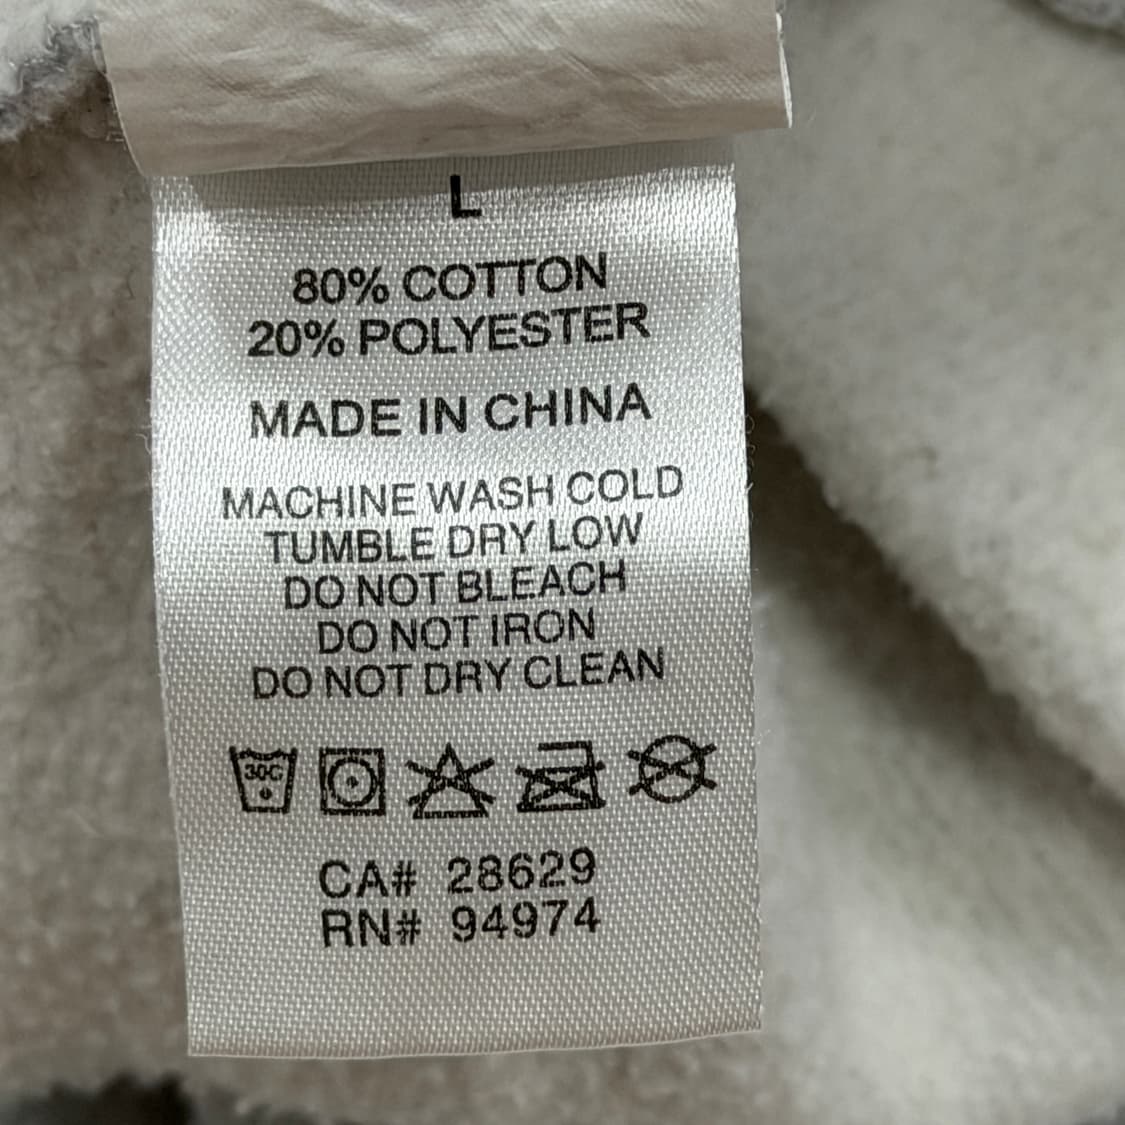 L
80% COTTON
20% POLYESTER
MADE IN CHINA
MACHINE WASH COLD
TUMBLE DRY LOW
DO NOT BLEACH
DO NOT IRON
DO NOT DRY CLEAN
30C
CA# 28629
RN# 94974